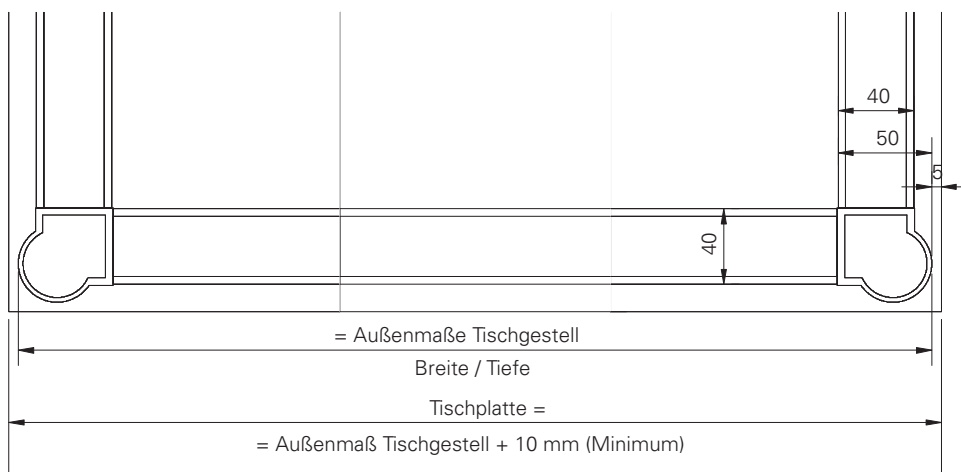 40
50
5
40
= Außenmaße Tischgestell
Breite / Tiefe
Tischplatte =
= Außenmaß Tischgestell + 10 mm (Minimum)